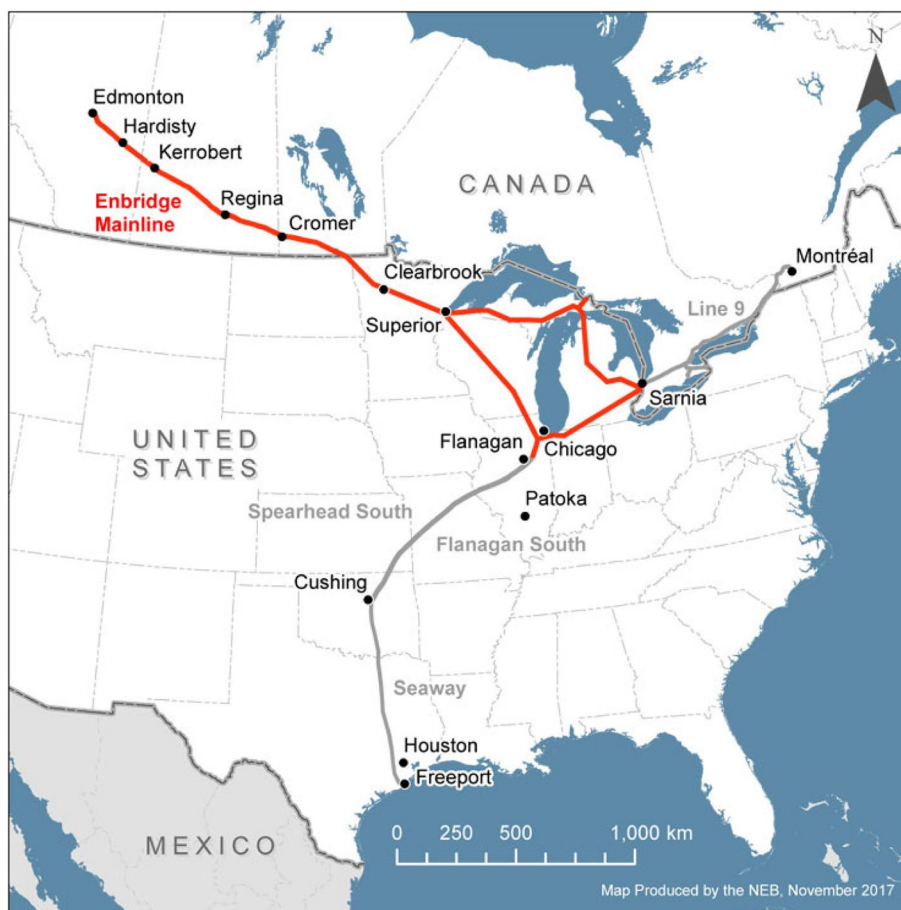 N
Edmonton
Hardisty
Kerrobert
CANADA
Enbridge
Mainline
Regina
Cromer
Montréal
Clearbrook
Superior
Line 9
Sarnia
UNITED
STATES
Flanagan
Chicago
Patoka
Spearhead South
Flanagan South
Cushing
Seaway
Houston
Freeport
MEXICO
0 250 500 1,000 km
Map Produced by the NEB, November 2017